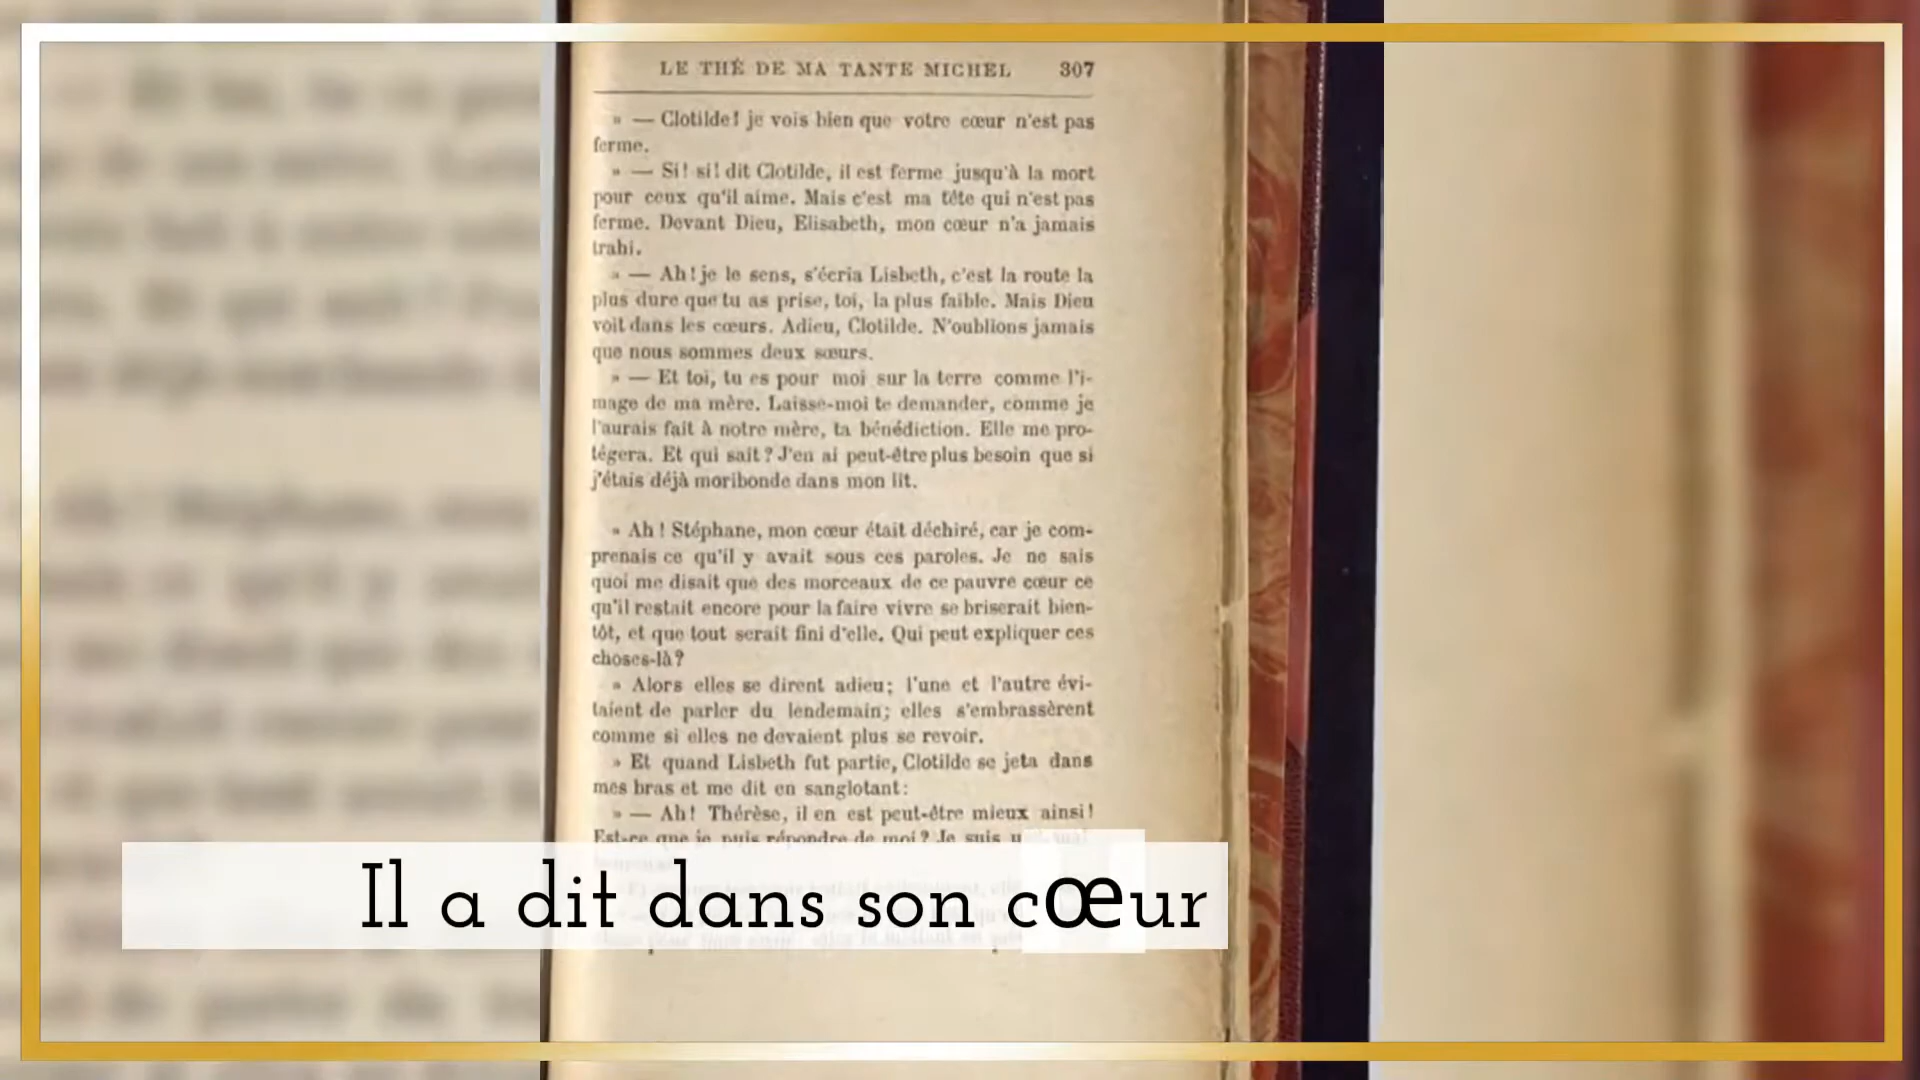 LE THÉ DE MA TANTE MICHEL 307
» — Clotilde! je vois bien que votre cœur n'est pas
ferme.
» — Si! si! dit Clotilde, il est ferme jusqu'à la mort
pour ceux qu'il aime. Mais c'est ma tête qui n'est pas
ferme. Devant Dieu, Elisabeth, mon cœur n'a jamais
trahi.
» — Ah! je le sens, s'écria Lisbeth, c'est la route la
plus dure que tu as prise, toi, la plus faible. Mais Dieu
voit dans les cœurs. Adieu, Clotilde. N'oublions jamais
que nous sommes deux sœurs.
» — Et toi, tu es pour moi sur la terre comme l'i-
mage de ma mère. Laisse-moi te demander, comme je
l'aurais fait à notre mère, ta bénédiction. Elle me pro-
tégera. Et qui sait? J'en ai peut-être plus besoin que si
j'étais déjà moribonde dans mon lit.
» Ah! Stéphane, mon cœur était déchiré, car je com-
prenais ce qu'il y avait sous ces paroles. Je ne sais
quoi me disait que des morceaux de ce pauvre cœur ce
qu'il restait encore pour la faire vivre se briserait bien-
tôt, et que tout serait fini d'elle. Qui peut expliquer ces
choses-là?
» Alors elles se dirent adieu; l'une et l'autre évi-
taient de parler du lendemain; elles s'embrassèrent
comme si elles ne devaient plus se revoir.
» Et quand Lisbeth fut partie, Clotilde se jeta dans
mes bras et me dit en sanglotant:
» — Ah! Thérèse, il en est peut-être mieux ainsi!
Est-ce que je puis répondre de moi? Je suis
Il a dit dans son cœur